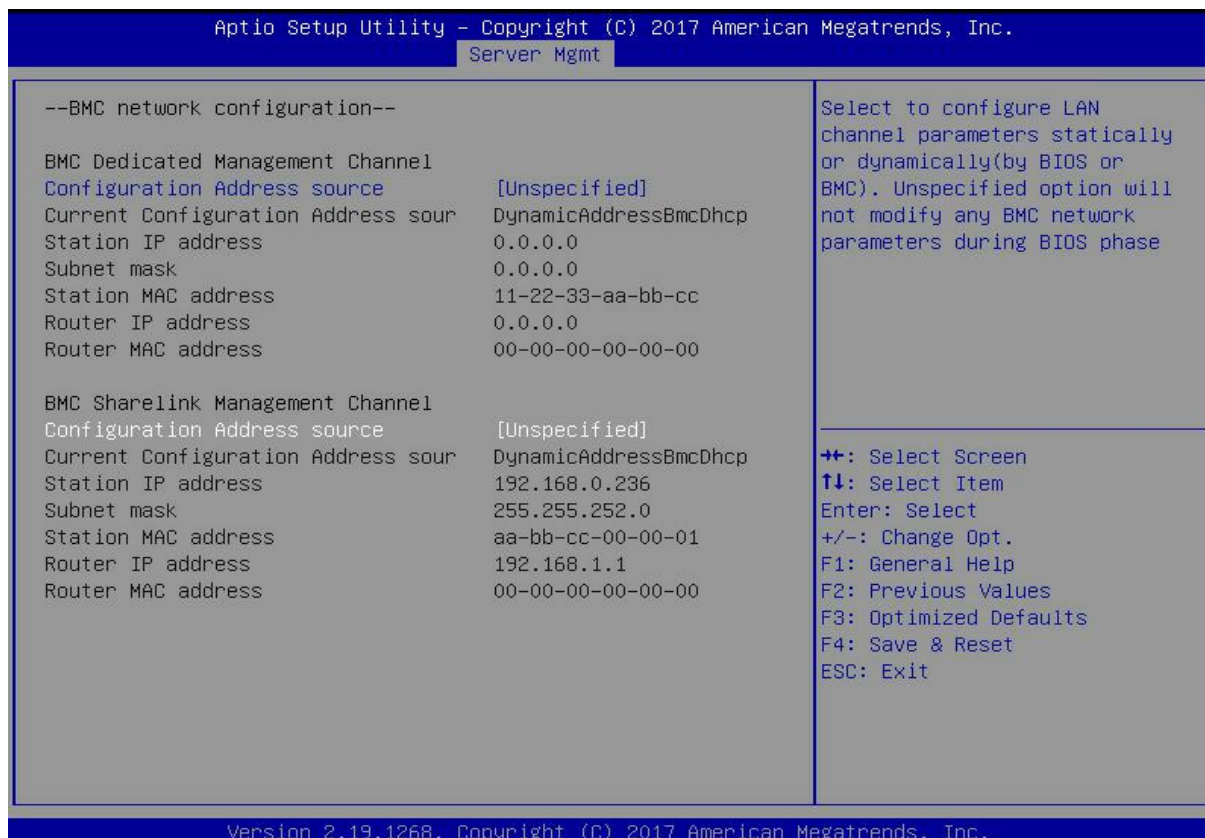 Aptio Setup Utility – Copyright (C) 2017 American Megatrends, Inc.
Server Mgmt
--BMC network configuration--
BMC Dedicated Management Channel
Configuration Address source [Unspecified]
Current Configuration Address sour DynamicAddressBmcDhcp
Station IP address 0.0.0.0
Subnet mask 0.0.0.0
Station MAC address 11-22-33-aa-bb-cc
Router IP address 0.0.0.0
Router MAC address 00-00-00-00-00-00
BMC Sharelink Management Channel
Configuration Address source [Unspecified]
Current Configuration Address sour DynamicAddressBmcDhcp
Station IP address 192.168.0.236
Subnet mask 255.255.252.0
Station MAC address aa-bb-cc-00-00-01
Router IP address 192.168.1.1
Router MAC address 00-00-00-00-00-00
Select to configure LAN
channel parameters statically
or dynamically(by BIOS or
BMC). Unspecified option will
not modify any BMC network
parameters during BIOS phase
→←: Select Screen
↑↓: Select Item
Enter: Select
+/-: Change Opt.
F1: General Help
F2: Previous Values
F3: Optimized Defaults
F4: Save & Reset
ESC: Exit
Version 2.19.1268. Copyright (C) 2017 American Megatrends, Inc.